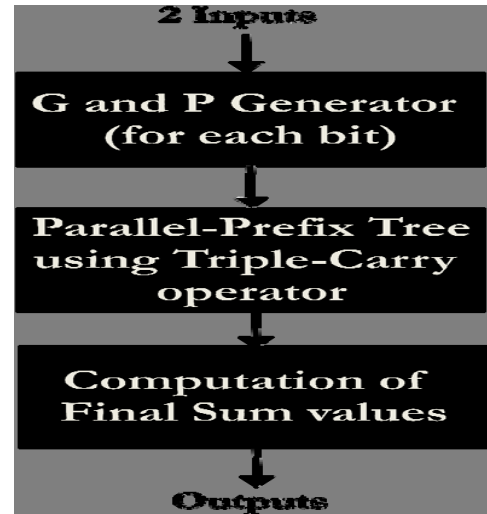 2 Inputs
G and P Generator
(for each bit)
Parallel-Prefix Tree
using Triple-Carry
operator
Computation of
Final Sum values
Outputs